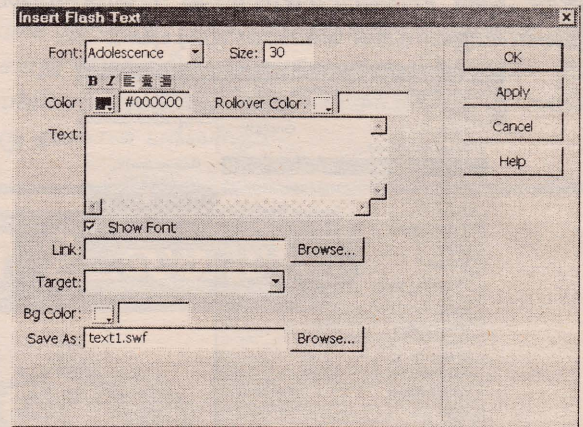 Insert Flash Text
Font: Adolescence Size: 30
OK
B I
Apply
Color: #000000 Rollover Color:
Text:
Cancel
Help
Show Font
Link: Browse...
Target:
Bg Color:
Save As: text1.swf Browse...